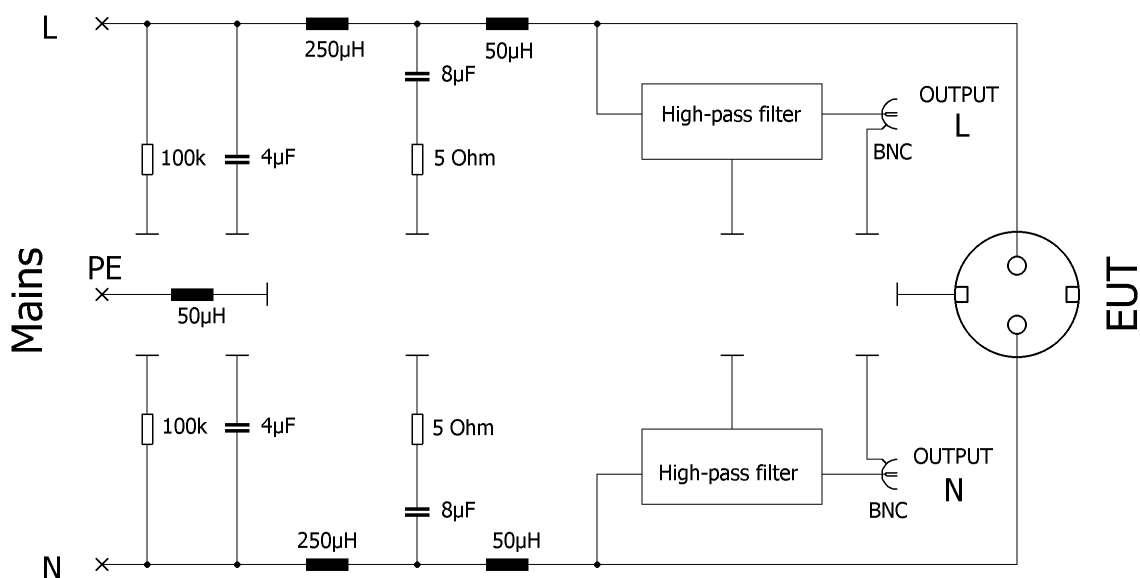 L
250µH
50µH
8µF
OUTPUT
L
High-pass filter
BNC
100k
4µF
5 Ohm
Mains
PE
50µH
EUT
100k
4µF
5 Ohm
High-pass filter
OUTPUT
N
BNC
8µF
250µH
50µH
N